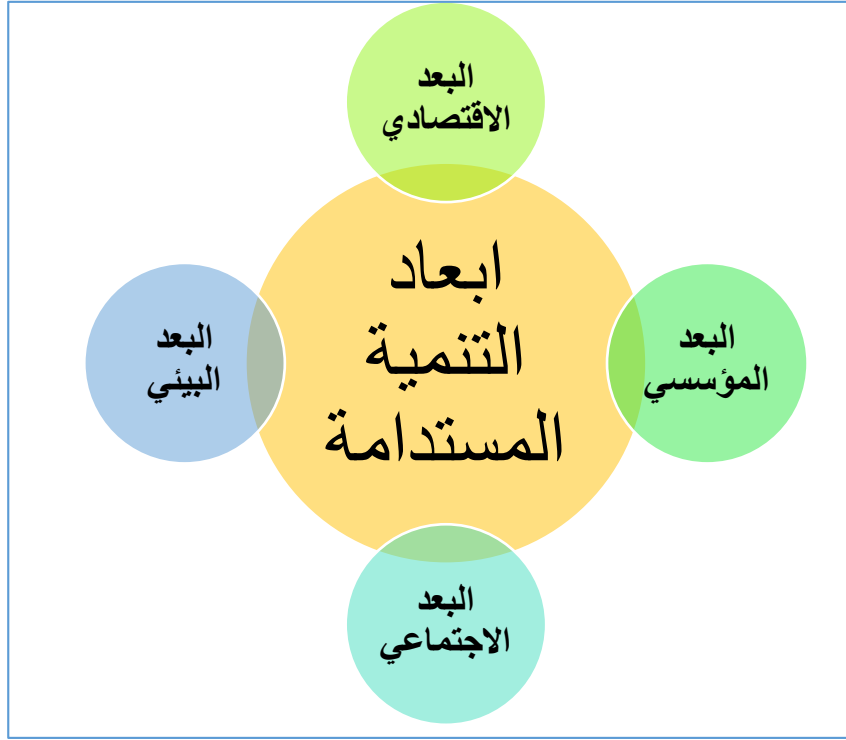 البعد
الاقتصادي
ابعاد
التنمية
المستدامة
البعد
المؤسسي
البعد
البيئي
البعد
الاجتماعي